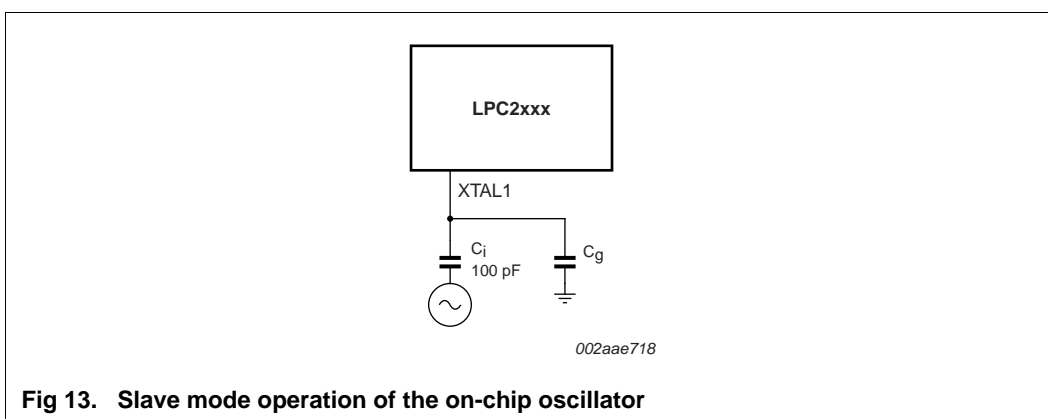 LPC2xxx
XTAL1
Ci
100 pF
Cg
002aae718
Fig 13. Slave mode operation of the on-chip oscillator